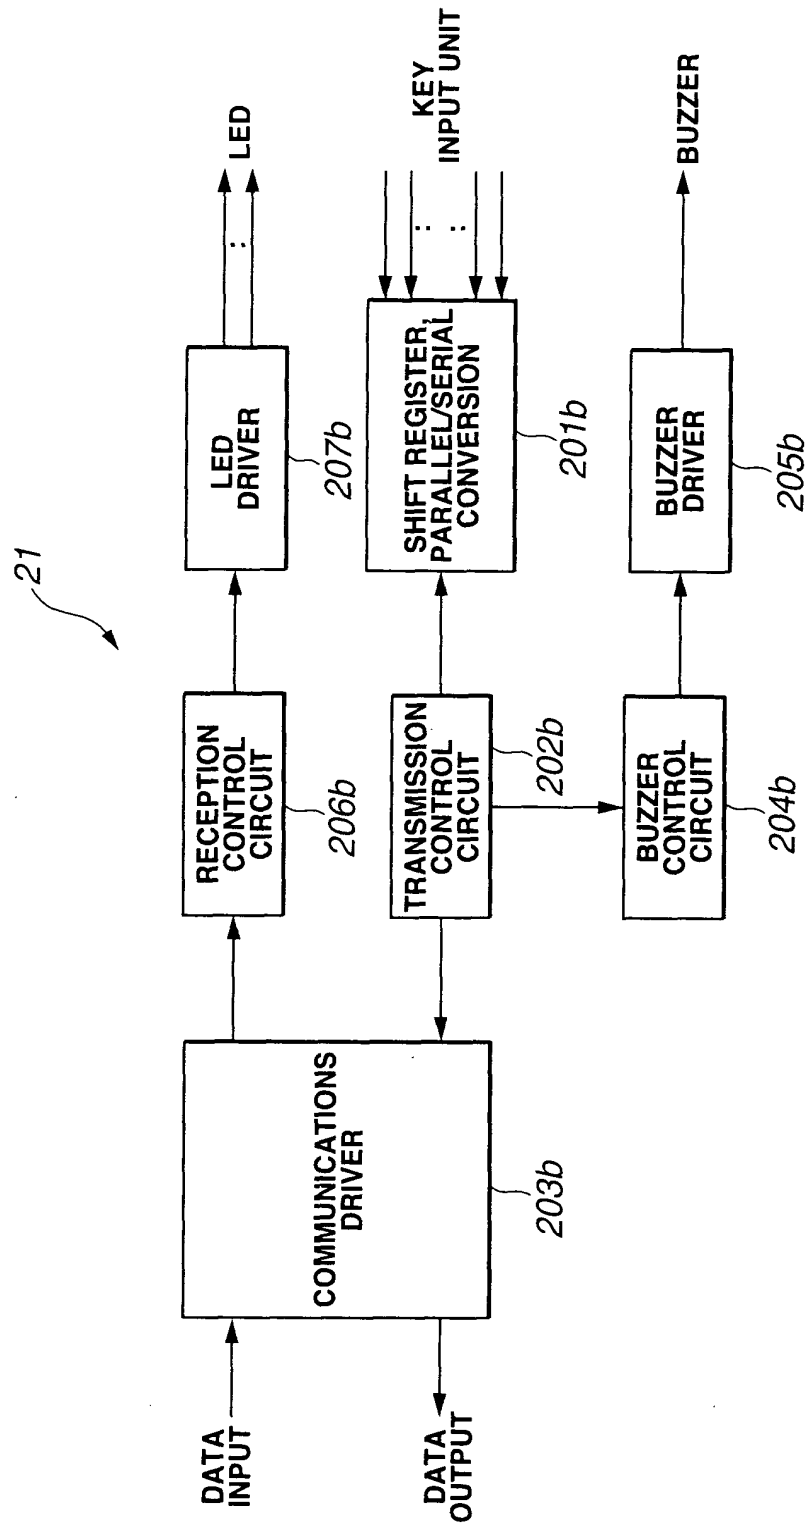 21
LED
KEY
INPUT UNIT
BUZZER
LED
DRIVER
207b
SHIFT REGISTER,
PARALLEL/SERIAL
CONVERSION
201b
BUZZER
DRIVER
205b
RECEPTION
CONTROL
CIRCUIT
206b
TRANSMISSION
CONTROL
CIRCUIT
202b
BUZZER
CONTROL
CIRCUIT
204b
COMMUNICATIONS
DRIVER
203b
DATA
INPUT
DATA
OUTPUT